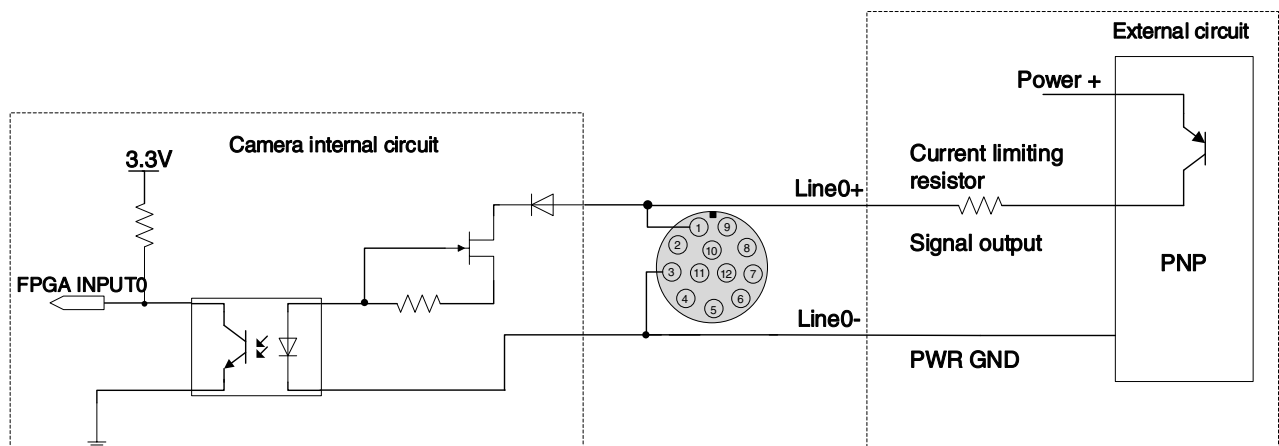 External circuit
Power +
Camera internal circuit
3.3V
Current limiting
resistor
Line0+
Signal output
PNP
FPGA INPUT0
1
9
2
10
8
3
11
12
7
4
6
5
Line0-
PWR GND